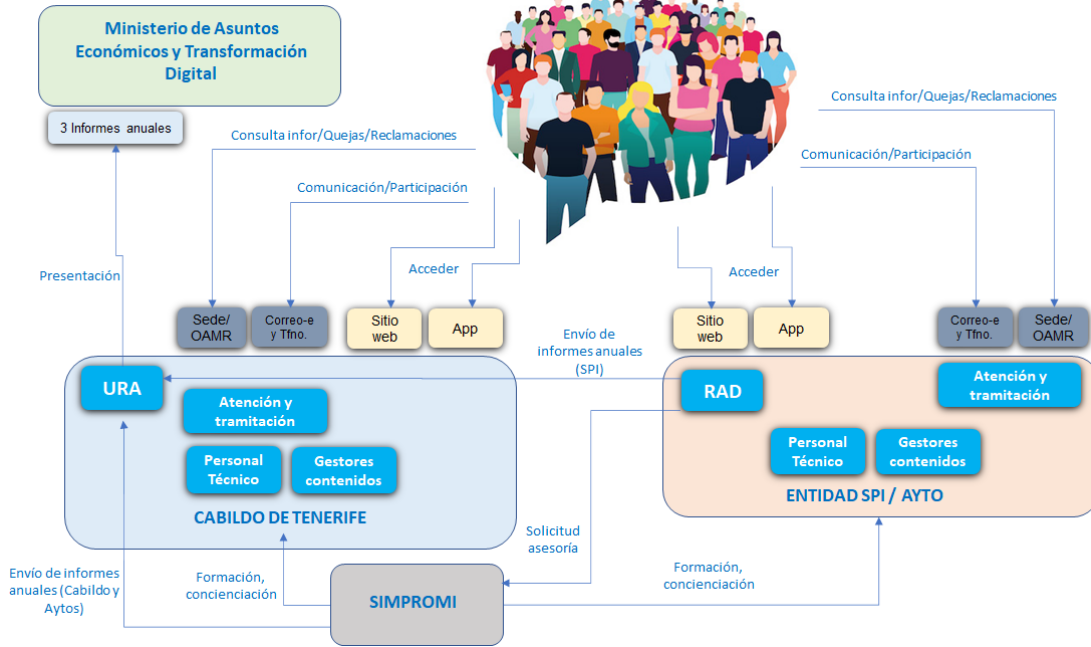 Ministerio de Asuntos
Económicos y Transformación
Digital
3 Informes anuales
Consulta infor/Quejas/Reclamaciones
Comunicación/Participación
Consulta infor/Quejas/Reclamaciones
Comunicación/Participación
Presentación
Acceder
Acceder
Sede/
OAMR
Correo-e
y Tfno.
Sitio
web
App
Envío de
informes anuales
(SPI)
Sitio
web
App
Correo-e
y Tfno.
Sede/
OAMR
URA
Atención y
tramitación
Personal
Técnico
Gestores
contenidos
CABILDO DE TENERIFE
RAD
Atención y
tramitación
Personal
Técnico
Gestores
contenidos
ENTIDAD SPI / AYTO
Envío de informes
anuales (Cabildo y
Aytos)
Formación,
concienciación
SIMPROMI
Solicitud
asesoría
Formación,
concienciación